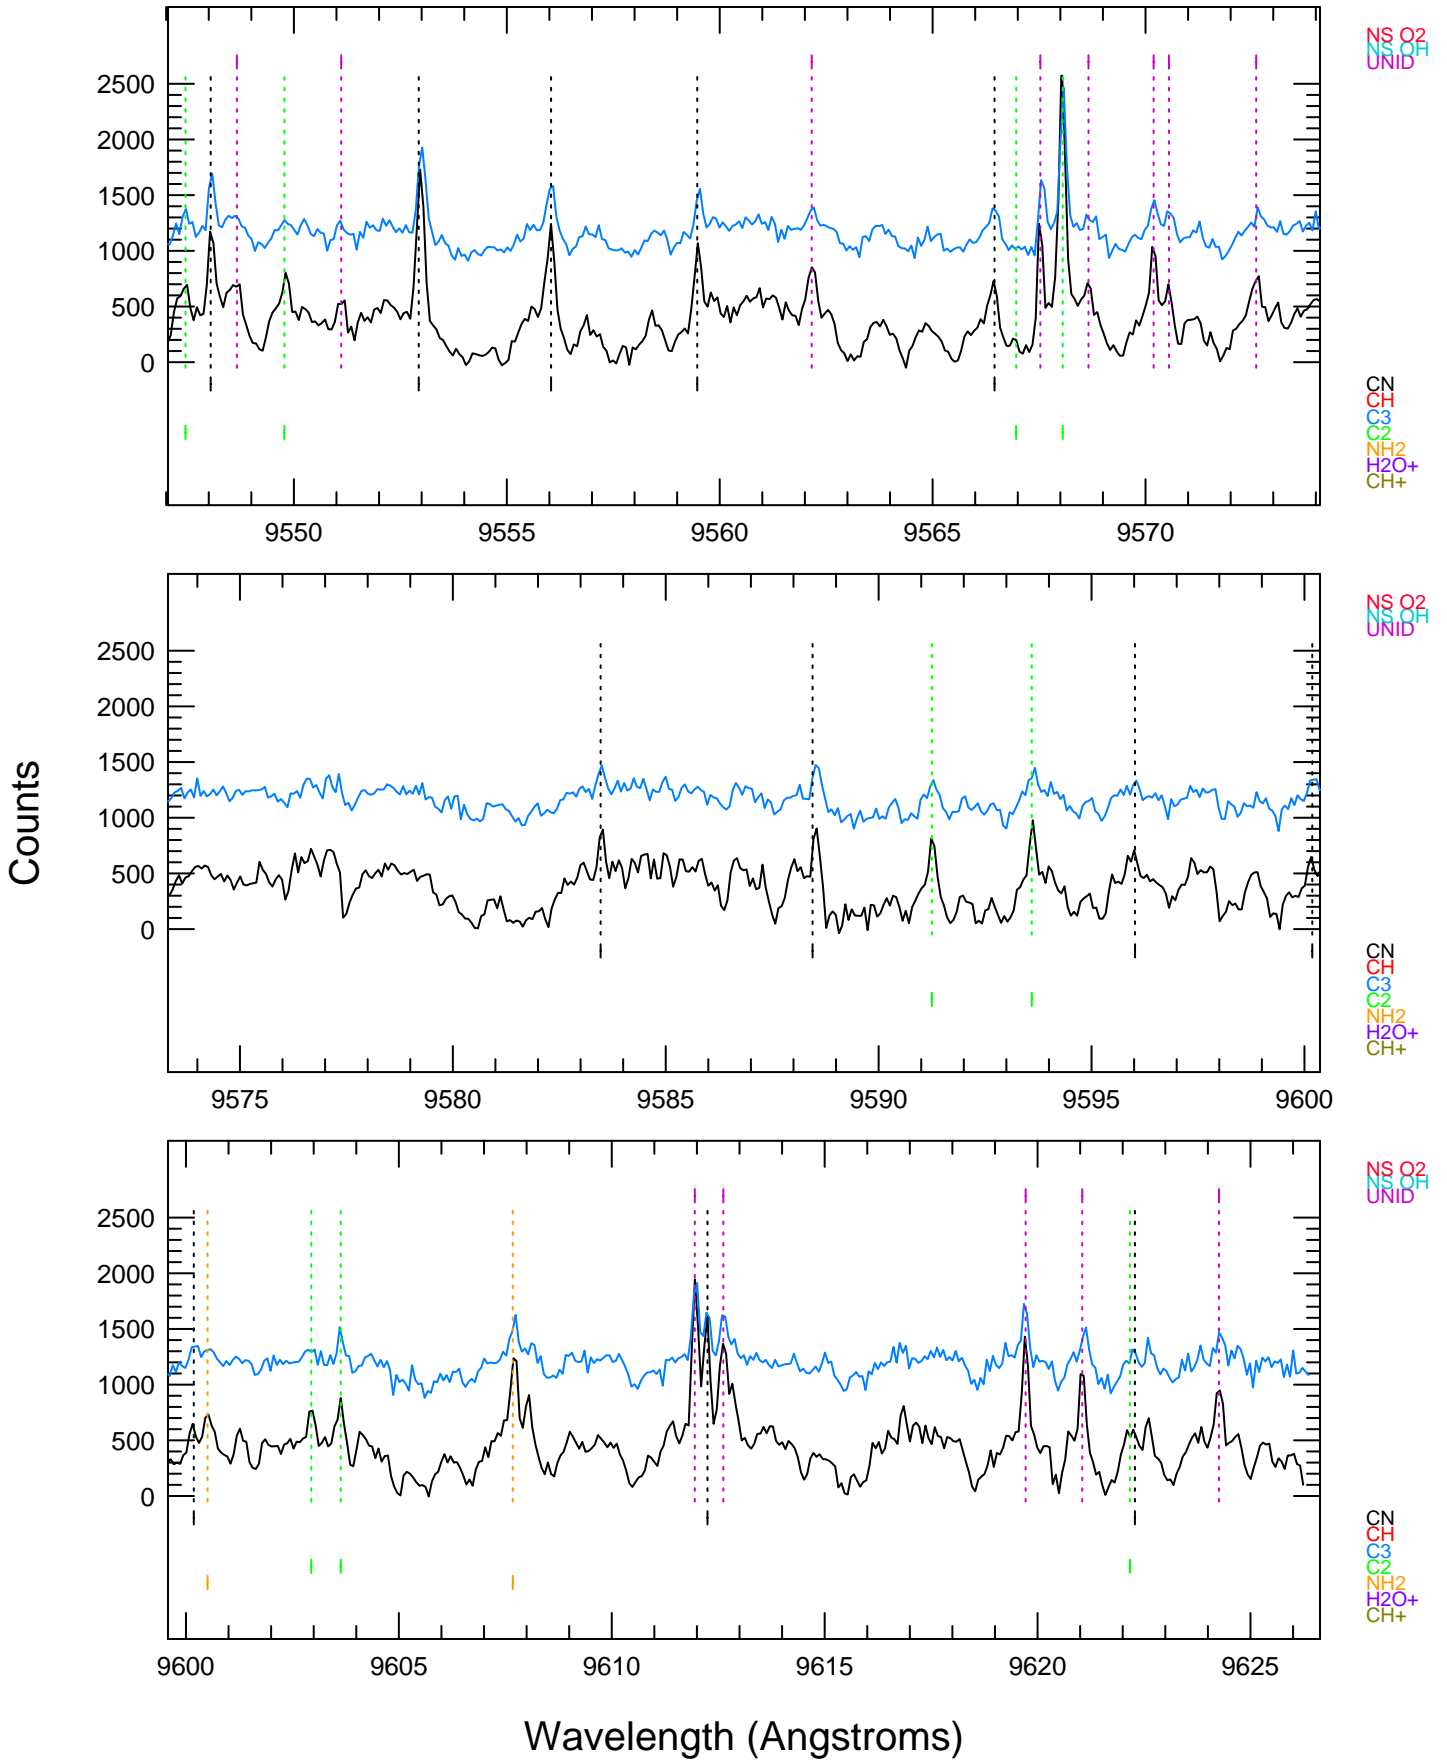 NS O2
NS OH
UNID
2500
2000
1500
1000
500
0
CN
CH
C3
C2
NH2
H2O+
CH+
9550 9555 9560 9565 9570
NS O2
NS OH
UNID
2500
2000
1500
1000
500
0
Counts
CN
CH
C3
C2
NH2
H2O+
CH+
9575 9580 9585 9590 9595 9600
NS O2
NS OH
UNID
2500
2000
1500
1000
500
0
CN
CH
C3
C2
NH2
H2O+
CH+
9600 9605 9610 9615 9620 9625
Wavelength (Angstroms)